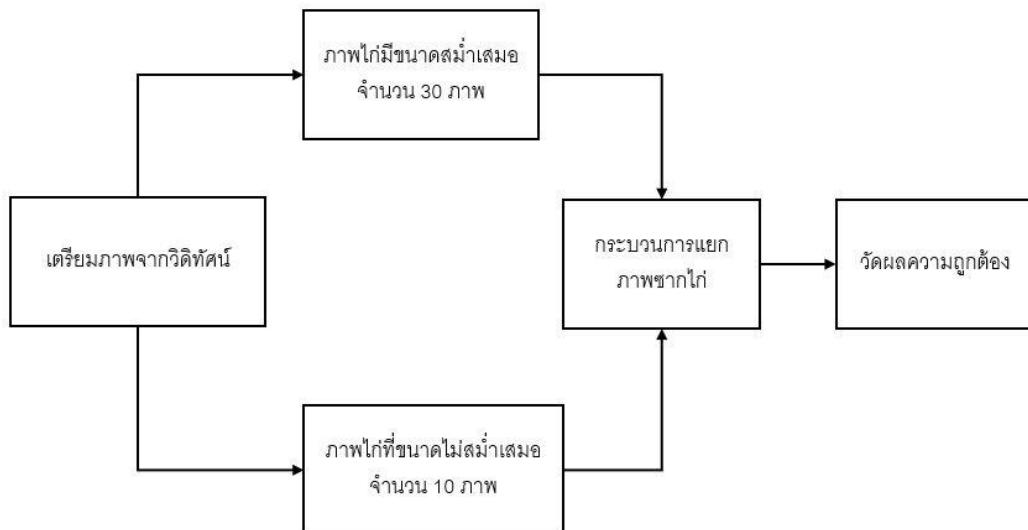 ภาพไก่มีขนาดสม่ำเสมอ
จำนวน 30 ภาพ
เตรียมภาพจากวิดิทัศน์
กระบวนการแยก
ภาพซากไก่
วัดผลความถูกต้อง
ภาพไก่ที่ขนาดไม่สม่ำเสมอ
จำนวน 10 ภาพ